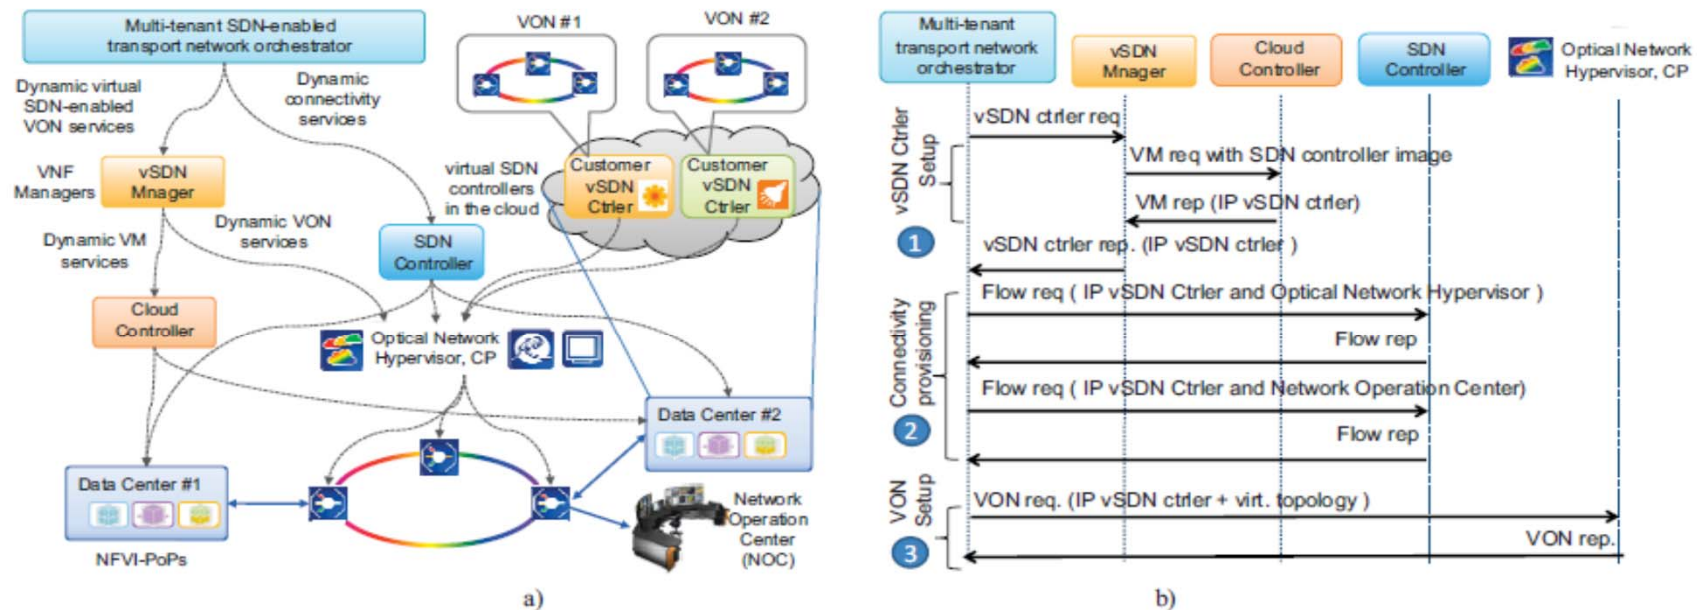 Multi-tenant SDN-enabled
transport network orchestrator
VON #1
VON #2
Dynamic virtual
SDN-enabled
VON services
Dynamic
connectivity
services
VNF
Managers
vSDN
Mnager
virtual SDN
controllers
in the cloud
Customer
vSDN
Ctrler
Customer
vSDN
Ctrler
Dynamic VM
services
Dynamic VON
services
SDN
Controller
Cloud
Controller
Optical Network
Hypervisor, CP
Data Center #2
Data Center #1
Network
Operation
Center
(NOC)
NFVI-PoPs
a)
Multi-tenant
transport network
orchestrator
vSDN
Mnager
Cloud
Controller
SDN
Controller
Optical Network
Hypervisor, CP
vSDN Ctrler
Setup
1
vSDN ctrler req
VM req with SDN controller image
VM rep (IP vSDN ctrler)
vSDN ctrler rep. (IP vSDN ctrler )
Connectivity
provisioning
2
Flow req ( IP vSDN Ctrler and Optical Network Hypervisor )
Flow rep
Flow req ( IP vSDN Ctrler and Network Operation Center)
Flow rep
VON
Setup
3
VON req. (IP vSDN ctrler + virt. topology )
VON rep.
b)